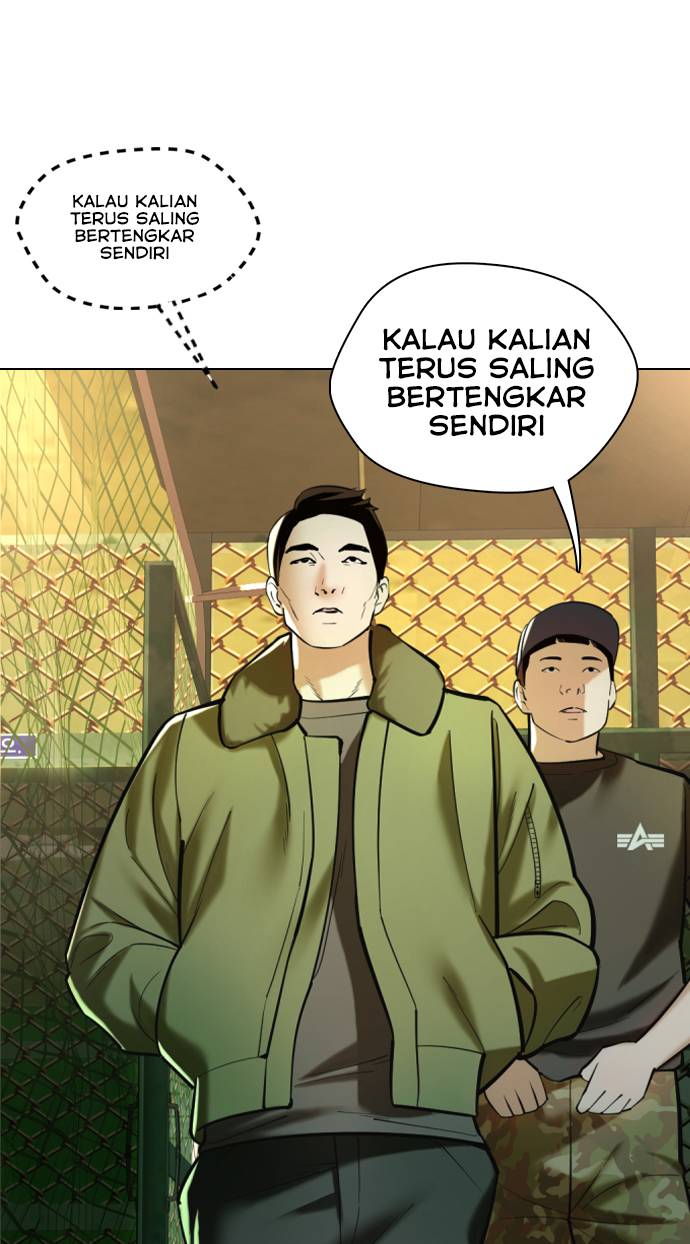 KALAU KALIAN
TERUS SALING
BERTENGKAR
SENDIRI
KALAU KALIAN
TERUS SALING
BERTENGKAR
SENDIRI